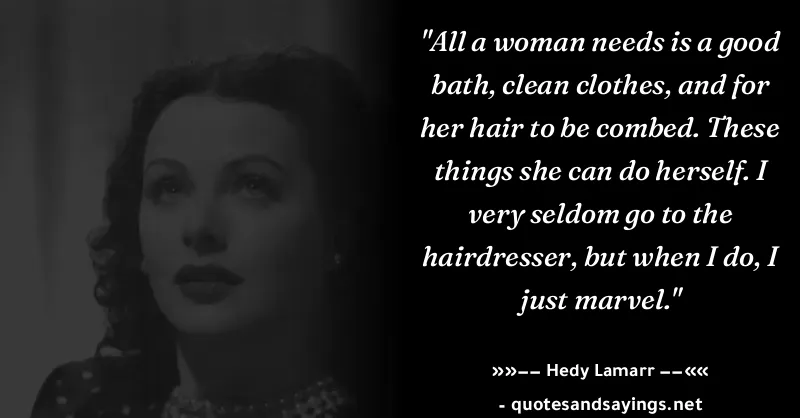 "All a woman needs is a good
bath, clean clothes, and for
her hair to be combed. These
things she can do herself. I
very seldom go to the
hairdresser, but when I do, I
just marvel."
»»−− Hedy Lamarr −−««
- quotesandsayings.net